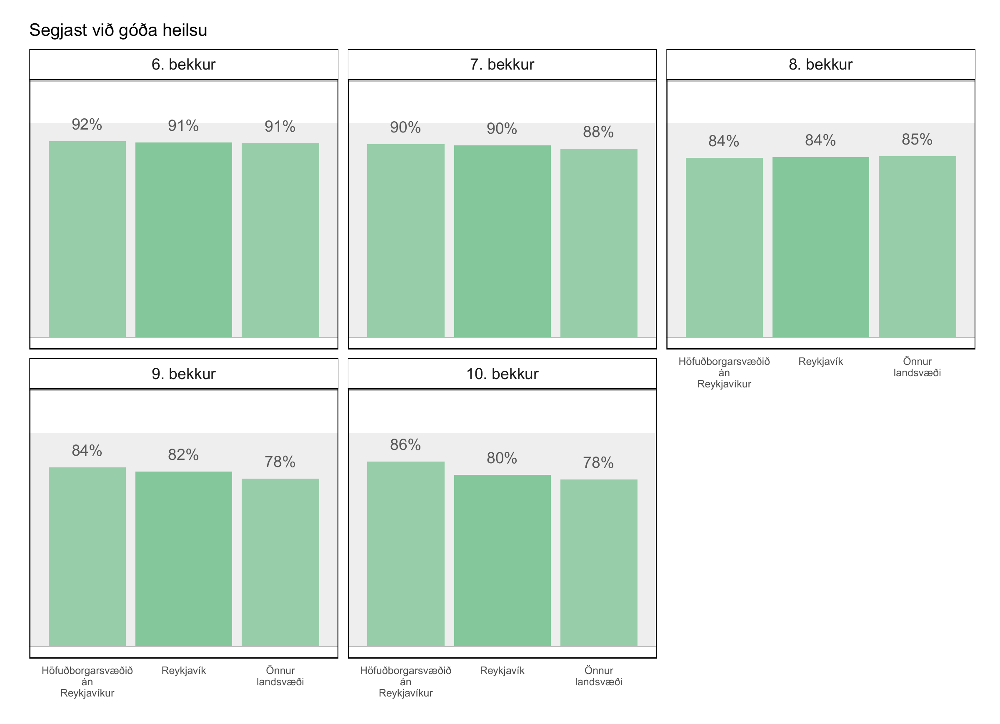 Segjast við góða heilsu
6. bekkur
92%
91%
91%
7. bekkur
90%
90%
88%
8. bekkur
84%
84%
85%
Höfuðborgarsvæðið
án
Reykjavíkur
Reykjavík
Önnur
landsvæði
9. bekkur
84%
82%
78%
Höfuðborgarsvæðið
án
Reykjavíkur
Reykjavík
Önnur
landsvæði
10. bekkur
86%
80%
78%
Höfuðborgarsvæðið
án
Reykjavíkur
Reykjavík
Önnur
landsvæði